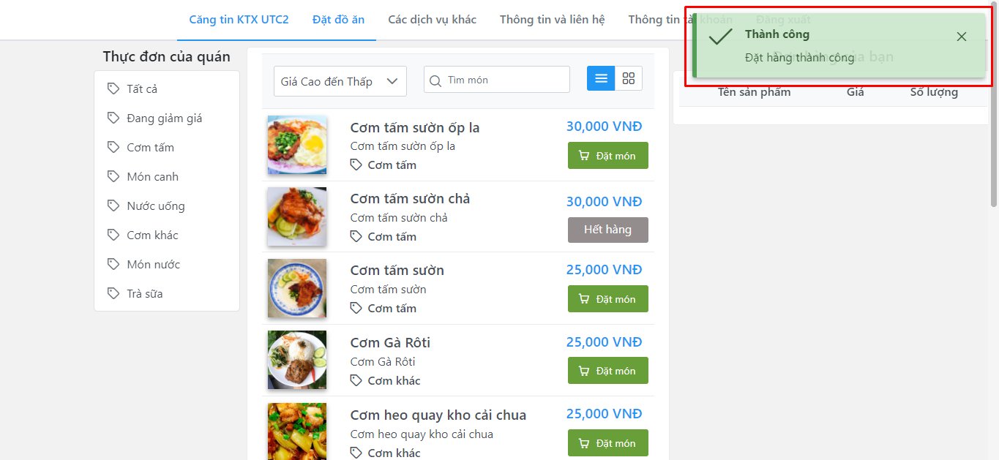 Căng tin KTX UTC2
Đặt đồ ăn
Các dịch vụ khác
Thông tin và liên hệ
Thông tin tài khoản
Đăng xuất
Thành công
Đặt hàng thành công
Thực đơn của quán
Tất cả
Đang giảm giá
Cơm tấm
Món canh
Nước uống
Cơm khác
Món nước
Trà sữa
Giá Cao đến Thấp
Tìm món
Cơm tấm sườn ốp la
Cơm tấm sườn ốp la
Cơm tấm
30,000 VNĐ
Đặt món
Cơm tấm sườn chả
Cơm tấm sườn chả
Cơm tấm
30,000 VNĐ
Hết hàng
Cơm tấm sườn
Cơm tấm sườn
Cơm tấm
25,000 VNĐ
Đặt món
Cơm Gà Rôti
Cơm Gà Rôti
Cơm khác
25,000 VNĐ
Đặt món
Cơm heo quay kho cải chua
Cơm heo quay kho cải chua
Cơm khác
25,000 VNĐ
Đặt món
của bạn
Tên sản phẩm
Giá
Số lượng